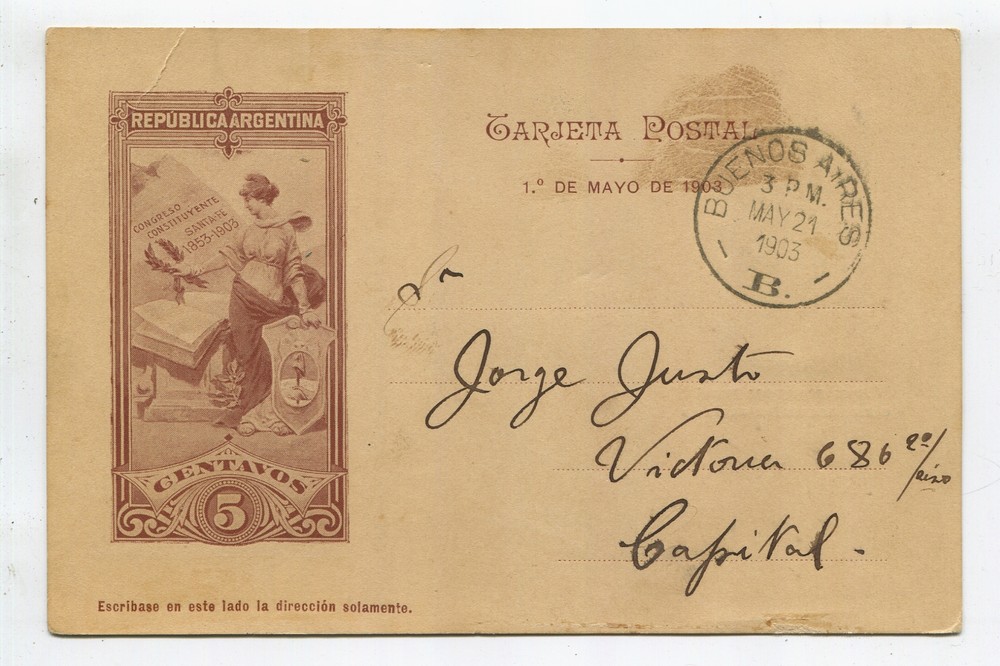 REPÚBLICA ARGENTINA
CONGRESO
CONSTITUYENTE
SANTA FE
1853-1903
CENTAVOS
5
TARJETA POSTAL
1.º DE MAYO DE 1903
BUENOS AYRES
3 P.M.
MAY 21
1903
B.
Sr
Jorge Justo
Victoria 686 2º/piso
Capital.
Escribase en este lado la dirección solamente.